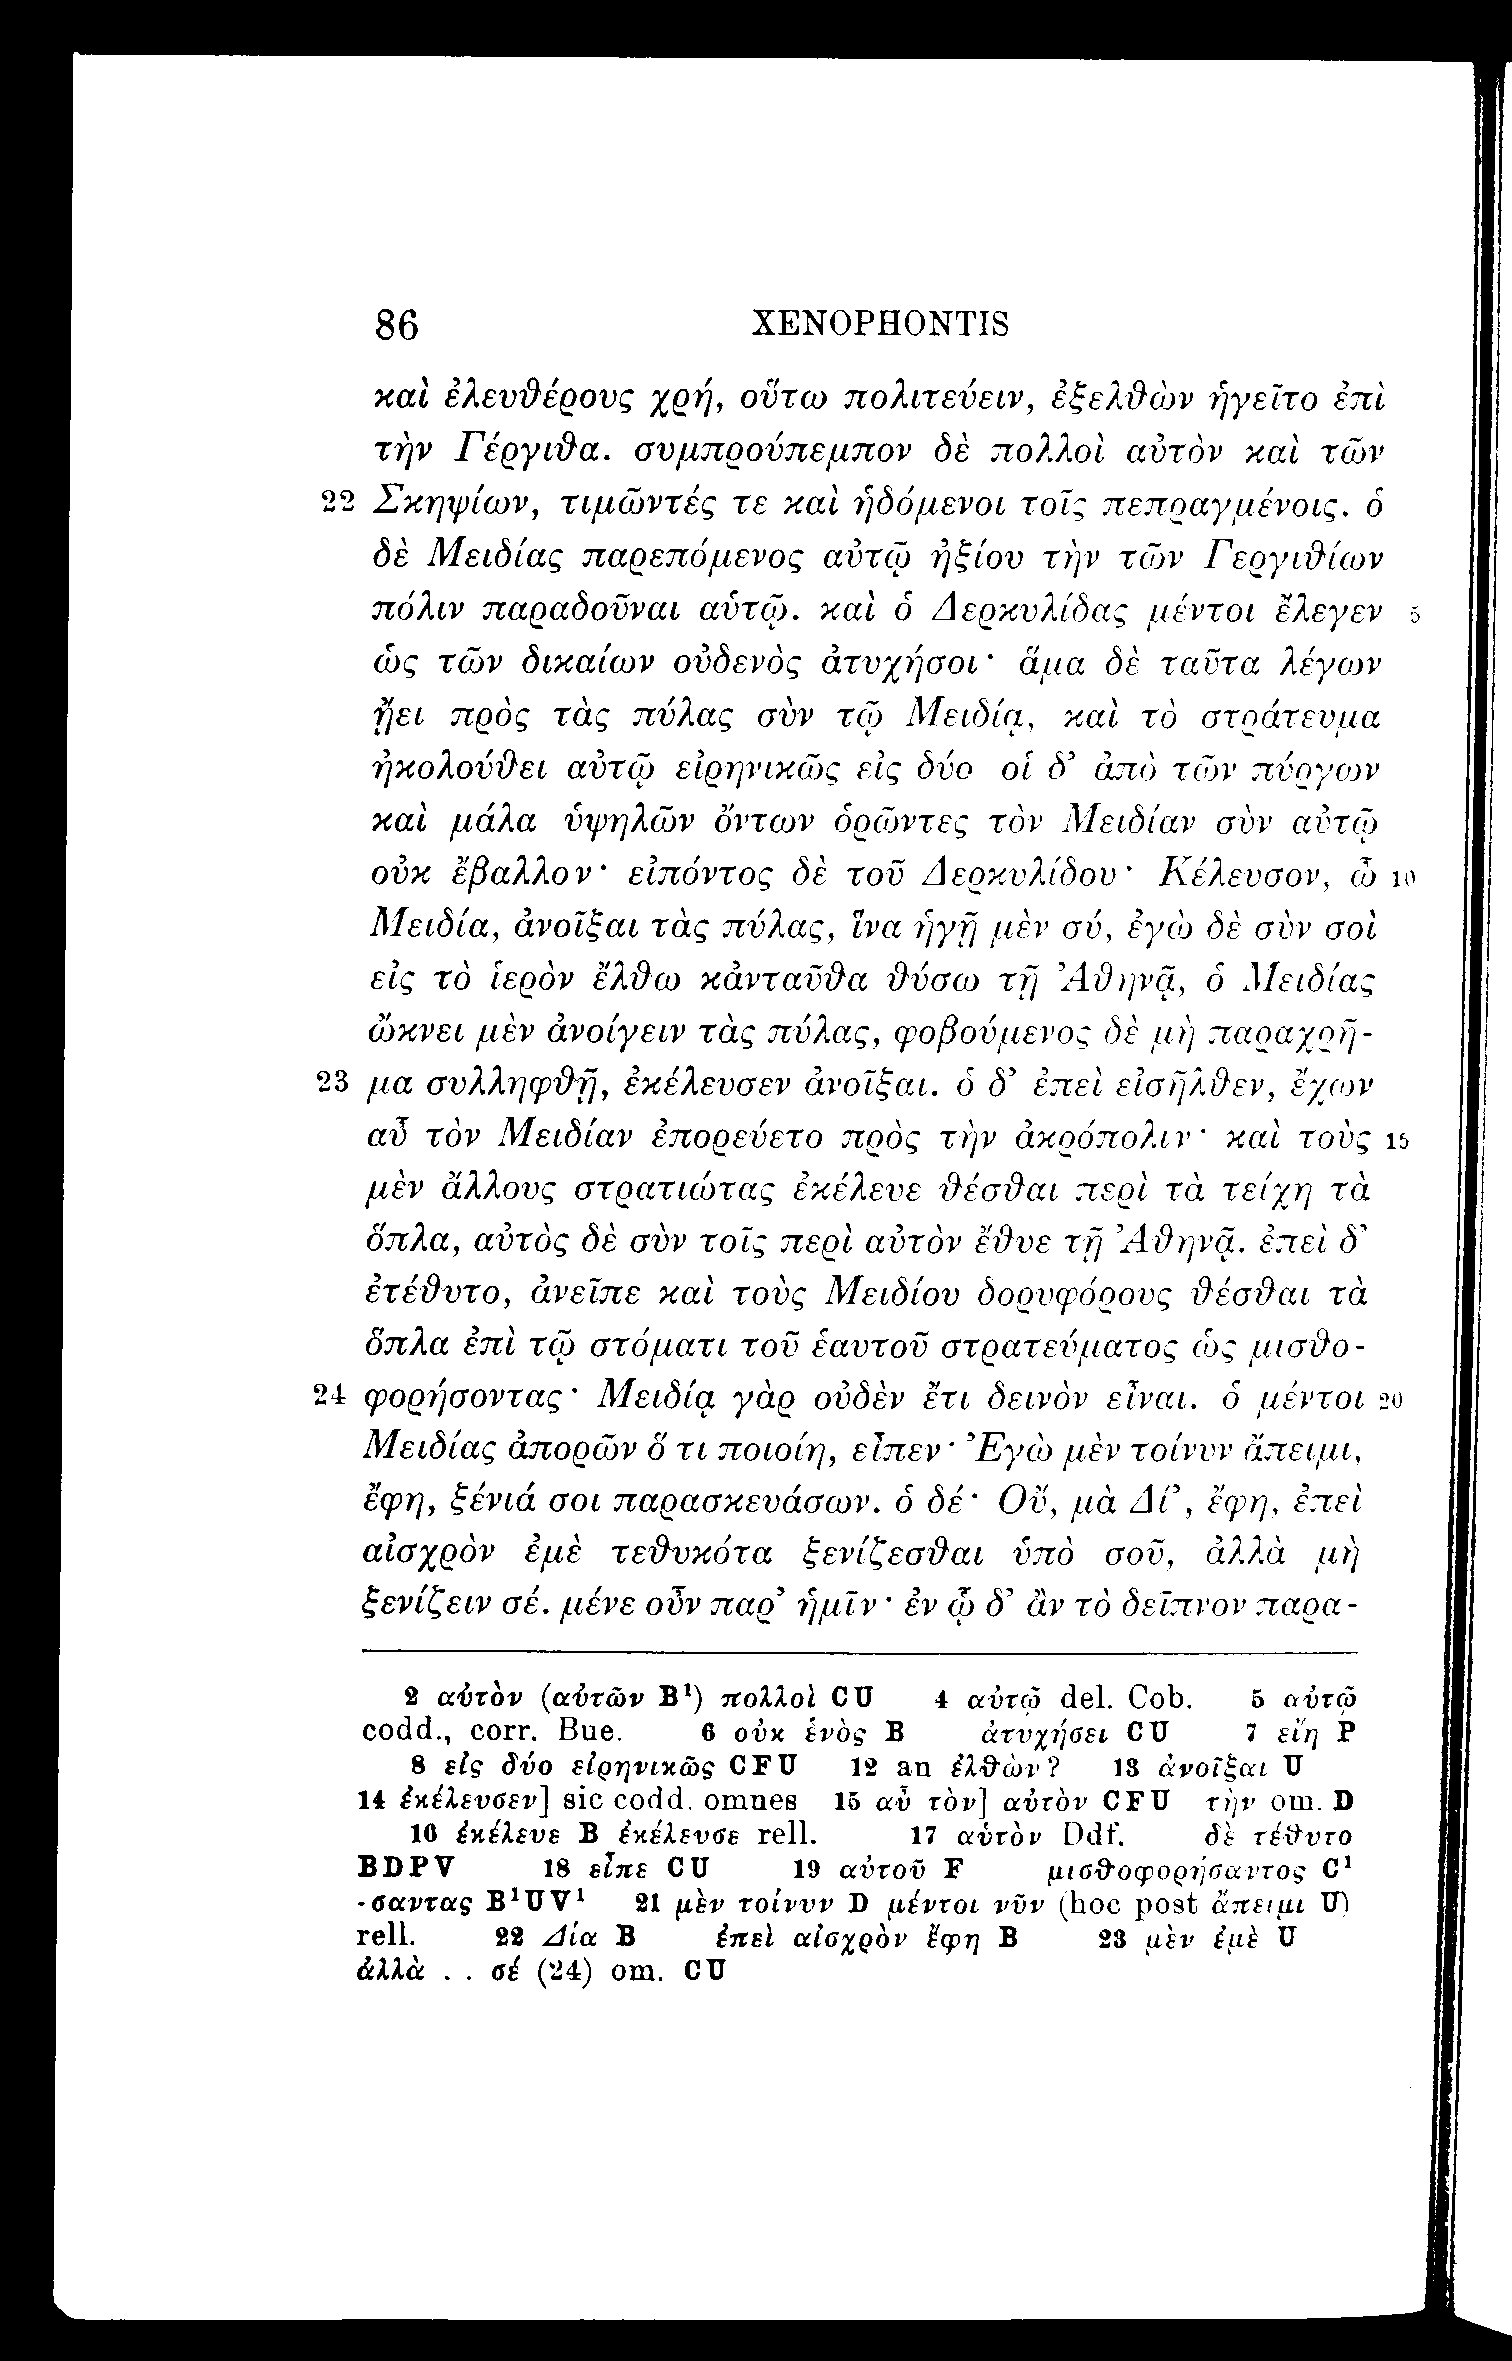 86 XENOPHONTIS
καὶ ἐλευθέρους χρή, οὕτω πολιτεύειν, ἐξελθὼν ἡγεῖτο ἐπὶ
τὴν Γέργιθα. συμπρούπεμπον δὲ πολλοὶ αὐτὸν καὶ τῶν
22 Σκηψίων, τιμῶντές τε καὶ ἡδόμενοι τοῖς πεπραγμένοις. ὁ
δὲ Μειδίας παρεπόμενος αὐτῷ ἠξίου τὴν τῶν Γεργιθίων
πόλιν παραδοῦναι αὑτῷ. καὶ ὁ Δερκυλίδας μέντοι ἔλεγεν 5
ὡς τῶν δικαίων οὐδενὸς ἀτυχήσοι· ἅμα δὲ ταῦτα λέγων
ᾔει πρὸς τὰς πύλας σὺν τῷ Μειδίᾳ, καὶ τὸ στράτευμα
ἠκολούθει αὐτῷ εἰρηνικῶς εἰς δύο οἱ δ’ ἀπὸ τῶν πύργων
καὶ μάλα ὑψηλῶν ὄντων ὁρῶντες τὸν Μειδίαν σὺν αὐτῷ
οὐκ ἔβαλλον· εἰπόντος δὲ τοῦ Δερκυλίδου· Κέλευσον, ὦ 10
Μειδία, ἀνοῖξαι τὰς πύλας, ἵνα ἡγῇ μὲν σύ, ἐγὼ δὲ σὺν σοὶ
εἰς τὸ ἱερὸν ἔλθω κἀνταῦθα θύσω τῇ Ἀθηνᾷ, ὁ Μειδίας
ὤκνει μὲν ἀνοίγειν τὰς πύλας, φοβούμενος δὲ μὴ παραχρῆ-
23 μα συλληφθῇ, ἐκέλευσεν ἀνοῖξαι. ὁ δ’ ἐπεὶ εἰσῆλθεν, ἔχων
αὖ τὸν Μειδίαν ἐπορεύετο πρὸς τὴν ἀκρόπολιν· καὶ τοὺς 15
μὲν ἄλλους στρατιώτας ἐκέλευε θέσθαι περὶ τὰ τείχη τὰ
ὅπλα, αὐτὸς δὲ σὺν τοῖς περὶ αὐτὸν ἔθυε τῇ Ἀθηνᾷ. ἐπεὶ δ’
ἐτέθυτο, ἀνεῖπε καὶ τοὺς Μειδίου δορυφόρους θέσθαι τὰ
ὅπλα ἐπὶ τῷ στόματι τοῦ ἑαυτοῦ στρατεύματος ὡς μισθο-
24 φορήσοντας· Μειδίᾳ γὰρ οὐδὲν ἔτι δεινὸν εἶναι. ὁ μέντοι 20
Μειδίας ἀπορῶν ὅ τι ποιοίη, εἶπεν· Ἐγὼ μὲν τοίνυν ἄπειμι,
ἔφη, ξένιά σοι παρασκευάσων. ὁ δέ· Οὔ, μὰ Δί’, ἔφη, ἐπεὶ
αἰσχρὸν ἐμὲ τεθυκότα ξενίζεσθαι ὑπὸ σοῦ, ἀλλὰ μὴ
ξενίζειν σέ. μένε οὖν παρ’ ἡμῖν· ἐν ᾧ δ’ ἂν τὸ δεῖπνον παρα-
2 αὐτὸν (αὐτῶν B¹) πολλοὶ CU 4 αὐτῷ del. Cob. 5 αὐτῷ
codd., corr. Bue. 6 οὐκ ἑνὸς B ἀτυχήσει CU 7 εἴη P
8 εἰς δύο εἰρηνικῶς CFU 12 an ἐλθὼν? 13 ἀνοῖξαι U
14 ἐκέλευσεν] sic codd. omnes 15 αὖ τὸν] αὐτὸν CFU τὴν om. D
16 ἐκέλευε B ἐκέλευσε rell. 17 αὑτὸν Ddf. δὲ τέθυτο
BDPV 18 εἶπε CU 19 αὐτοῦ F μισθοφορήσαντος C¹
-σαντας B¹UV¹ 21 μὲν τοίνυν D μέντοι νῦν (hoc post ἄπειμι U)
rell. 22 Δία B ἐπεὶ αἰσχρὸν ἔφη B 23 μὲν ἐμὲ U
ἀλλὰ . . σέ (24) om. CU